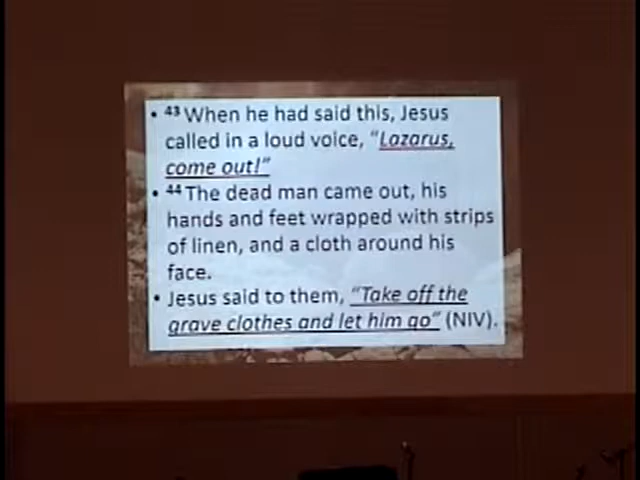 • 43 When he had said this, Jesus
called in a loud voice, "Lazarus,
come out!"
• 44 The dead man came out, his
hands and feet wrapped with strips
of linen, and a cloth around his
face.
• Jesus said to them, "Take off the
grave clothes and let him go" (NIV).